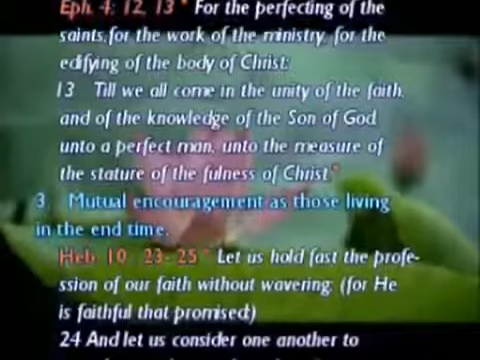 Eph. 4: 12, 13 " For the perfecting of the
saints, for the work of the ministry, for the
edifying of the body of Christ:
13 Till we all come in the unity of the faith,
and of the knowledge of the Son of God,
unto a perfect man, unto the measure of
the stature of the fulness of Christ."
3. Mutual encouragement as those living
in the end time.
Heb. 10: 23-25 " Let us hold fast the profe-
ssion of our faith without wavering; (for He
is faithful that promised;)
24 And let us consider one another to